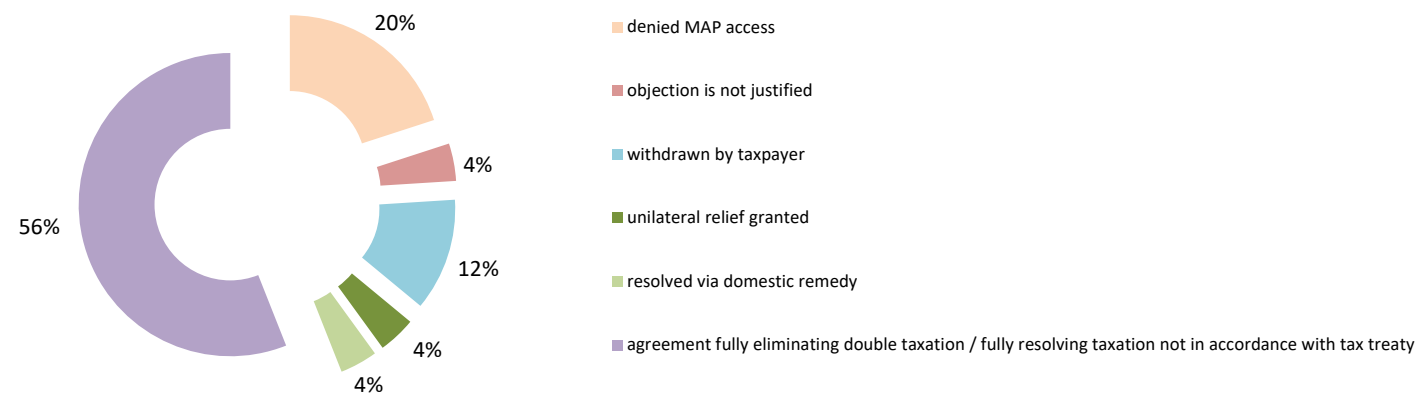 20%
4%
12%
4%
4%
56%
denied MAP access
objection is not justified
withdrawn by taxpayer
unilateral relief granted
resolved via domestic remedy
agreement fully eliminating double taxation / fully resolving taxation not in accordance with tax treaty